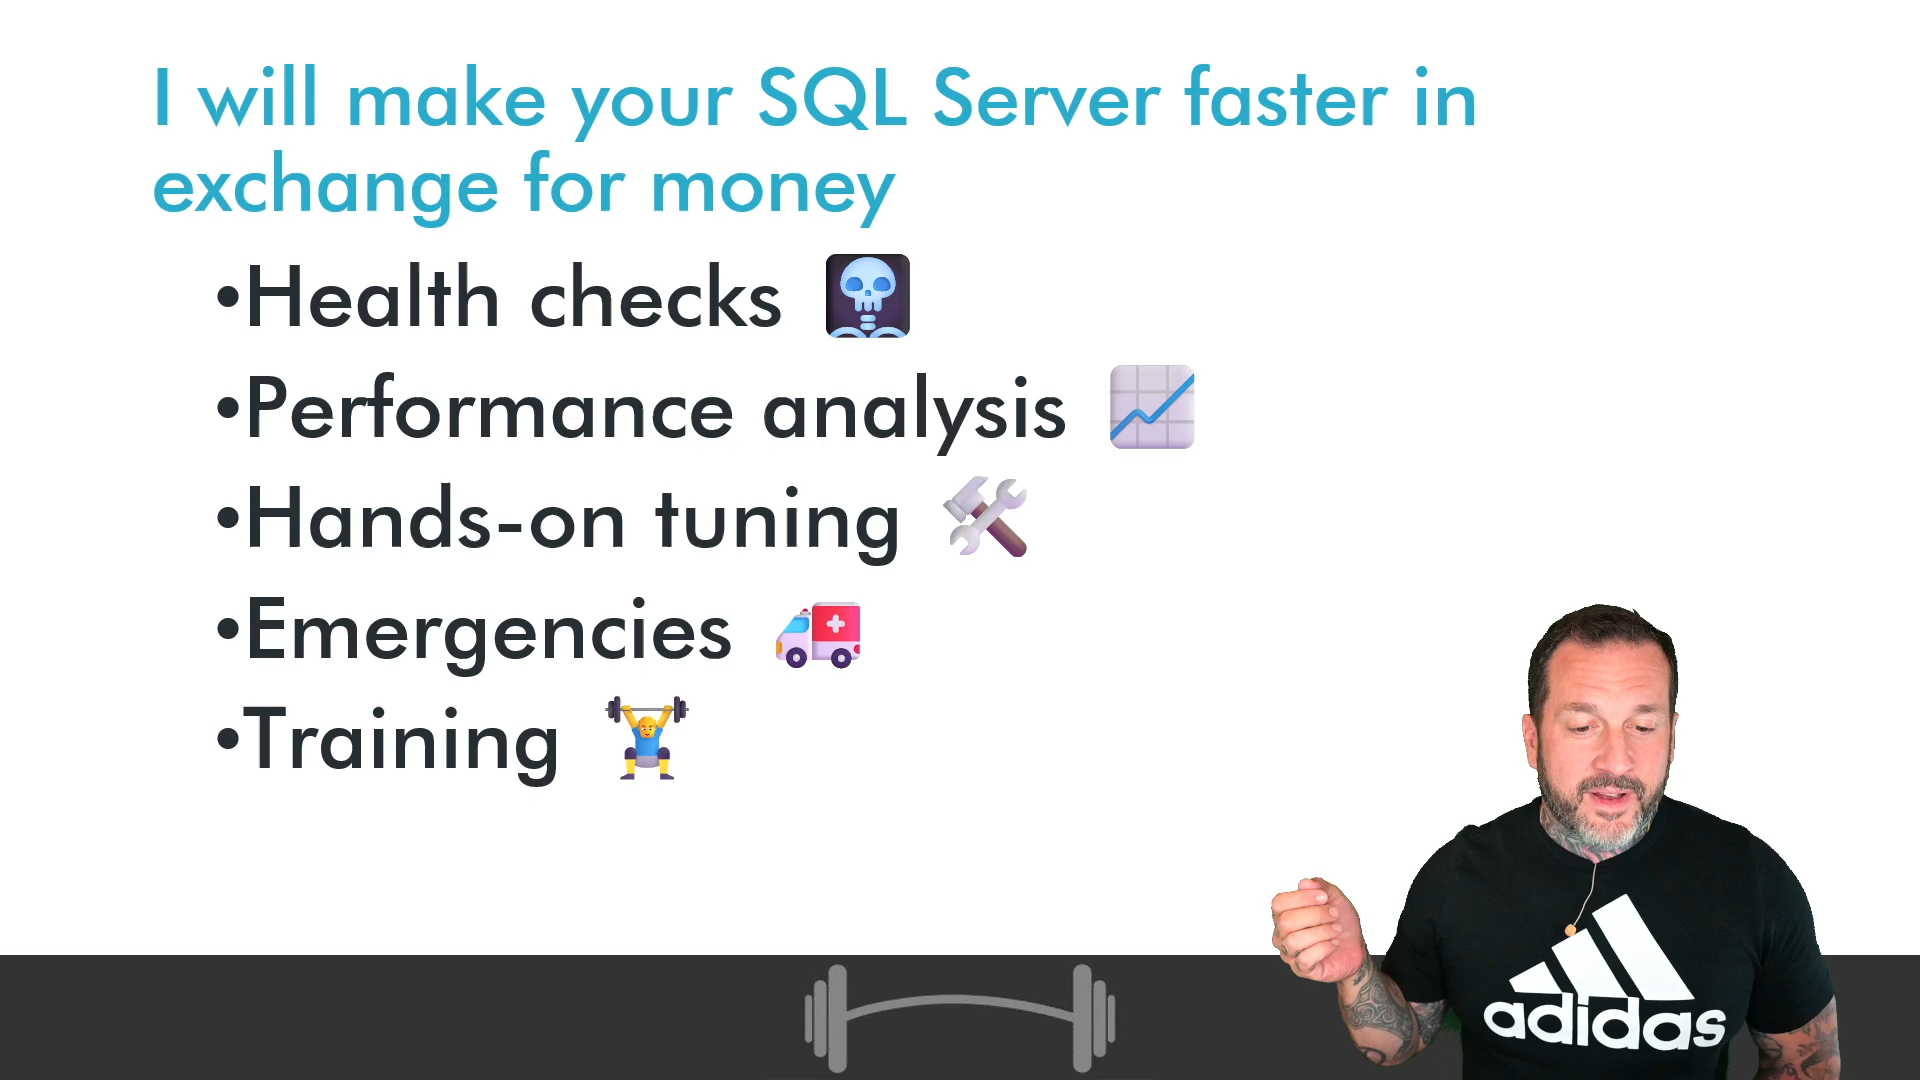 I will make your SQL Server faster in
exchange for money
•Health checks
•Performance analysis
•Hands-on tuning
•Emergencies
•Training
adidas